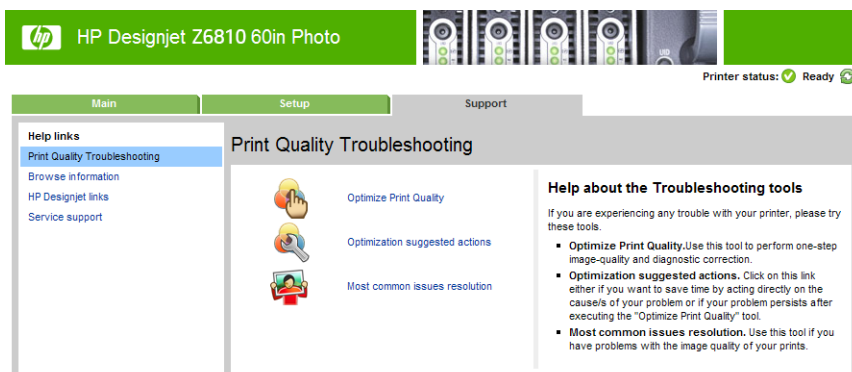 hp HP Designjet Z6810 60in Photo
UID
Printer status: Ready
Main Setup Support
Help links
Print Quality Troubleshooting
Browse information
HP Designjet links
Service support
Print Quality Troubleshooting
Optimize Print Quality
Optimization suggested actions
Most common issues resolution
Help about the Troubleshooting tools
If you are experiencing any trouble with your printer, please try
these tools.
Optimize Print Quality.Use this tool to perform one-step
image-quality and diagnostic correction.
Optimization suggested actions. Click on this link
either if you want to save time by acting directly on the
cause/s of your problem or if your problem persists after
executing the "Optimize Print Quality" tool.
Most common issues resolution. Use this tool if you
have problems with the image quality of your prints.